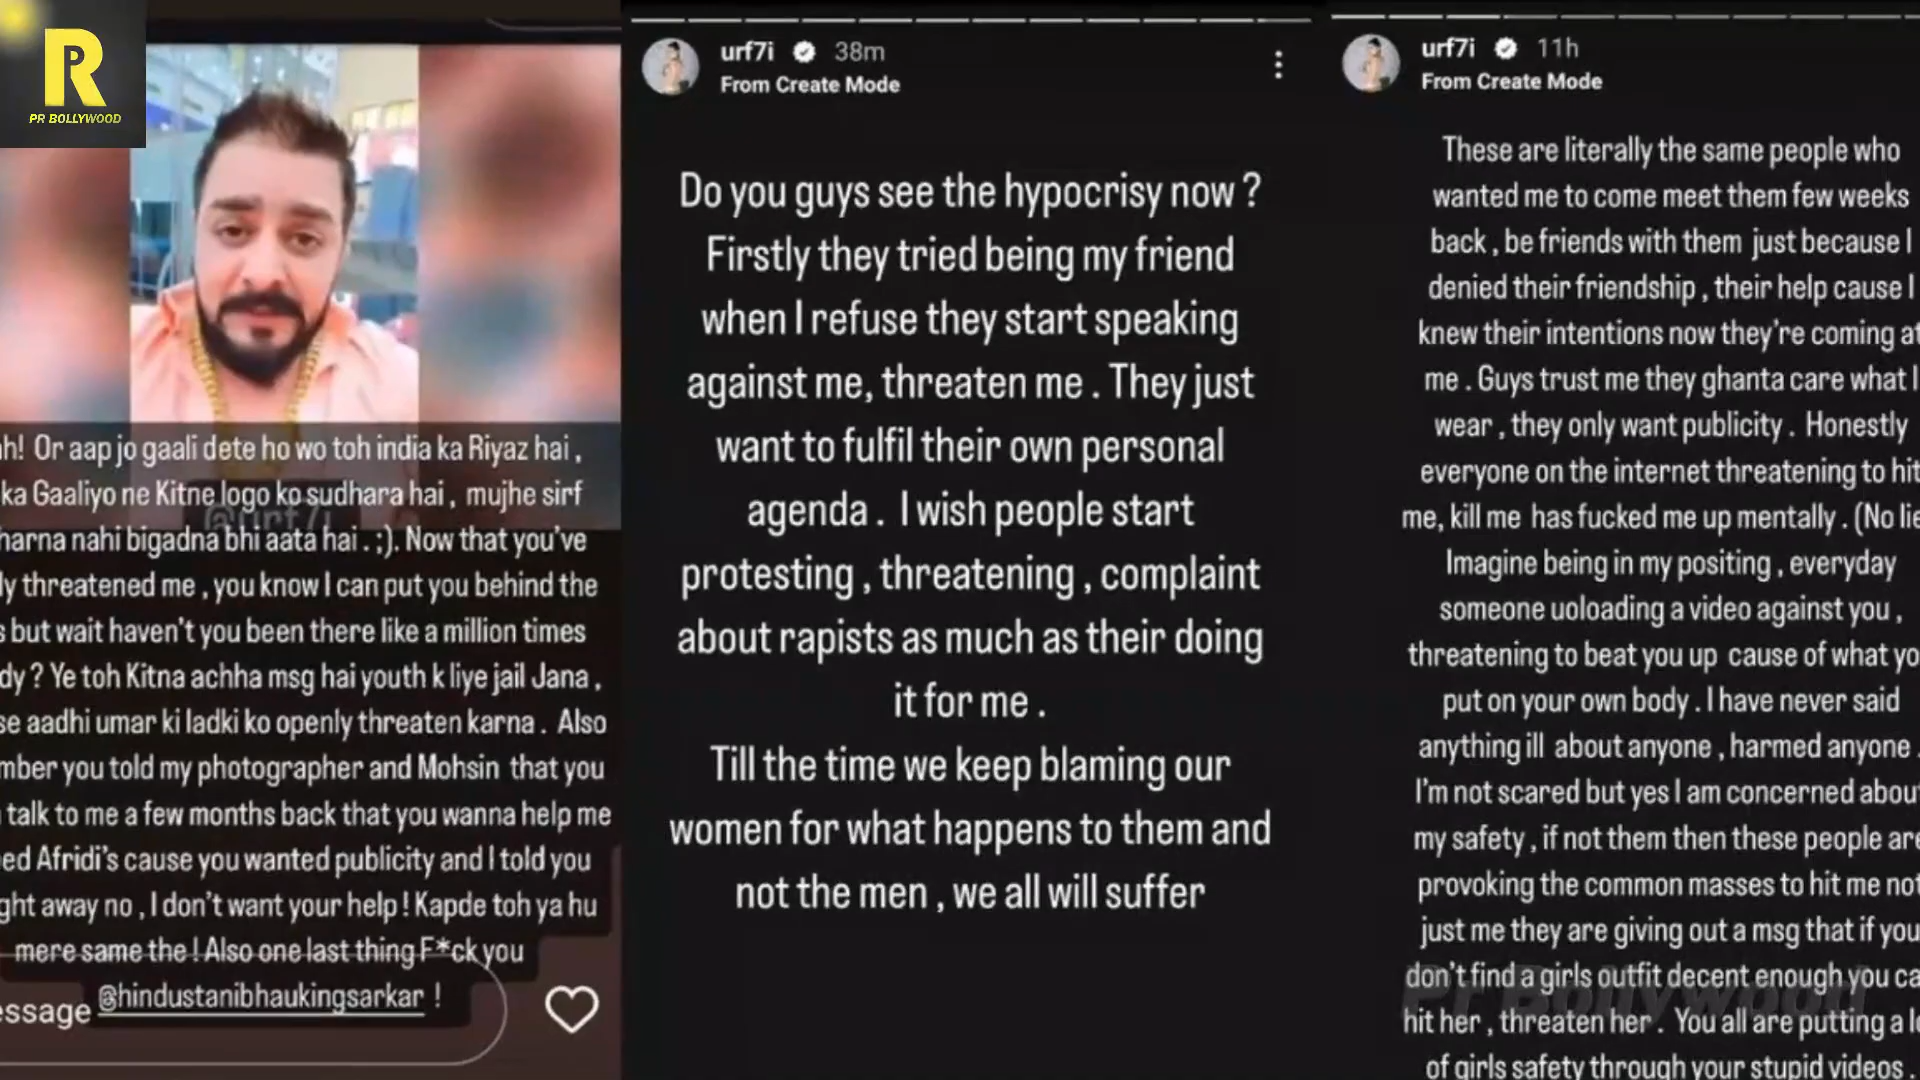 R
PR BOLLYWOOD
Or aap jo gaali dete ho wo toh india ka Riyaz hai ,
ka Gaaliyo ne Kitne logo ko sudhara hai , mujhe sirf
@urf7i
nahi bigadna bhi aata hai . ;). Now that you've
threatened me , you know I can put you behind the
but wait haven't you been there like a million times
? Ye toh Kitna achha msg hai youth k liye jail Jana ,
se aadhi umar ki ladki ko openly threaten karna . Also
you told my photographer and Mohsin that you
talk to me a few months back that you wanna help me
Afridi's cause you wanted publicity and I told you
away no , I don't want your help ! Kapde toh ya hu
mere same the ! Also one last thing F*ck you
@hindustanibhaukingsarkar !
urf7i 38m
From Create Mode
Do you guys see the hypocrisy now ?
Firstly they tried being my friend
when I refuse they start speaking
against me, threaten me . They just
want to fulfil their own personal
agenda . I wish people start
protesting , threatening , complaint
about rapists as much as their doing
it for me .
Till the time we keep blaming our
women for what happens to them and
not the men , we all will suffer
urf7i 11h
From Create Mode
These are literally the same people who
wanted me to come meet them few weeks
back , be friends with them just because I
denied their friendship , their help cause I
knew their intentions now they're coming at
me . Guys trust me they ghanta care what I
wear , they only want publicity . Honestly
everyone on the internet threatening to hit
me, kill me has fucked me up mentally . (No lie
Imagine being in my positing , everyday
someone uoloading a video against you ,
threatening to beat you up cause of what
put on your own body . I have never said
anything ill about anyone , harmed anyone .
I'm not scared but yes I am concerned about
my safety , if not them then these people are
provoking the common masses to hit me not
just me they are giving out a msg that if you
don't find a girls outfit decent enough you
hit her , threaten her . You all are putting a
of girls safety through your stupid videos .
Pr Bollywood